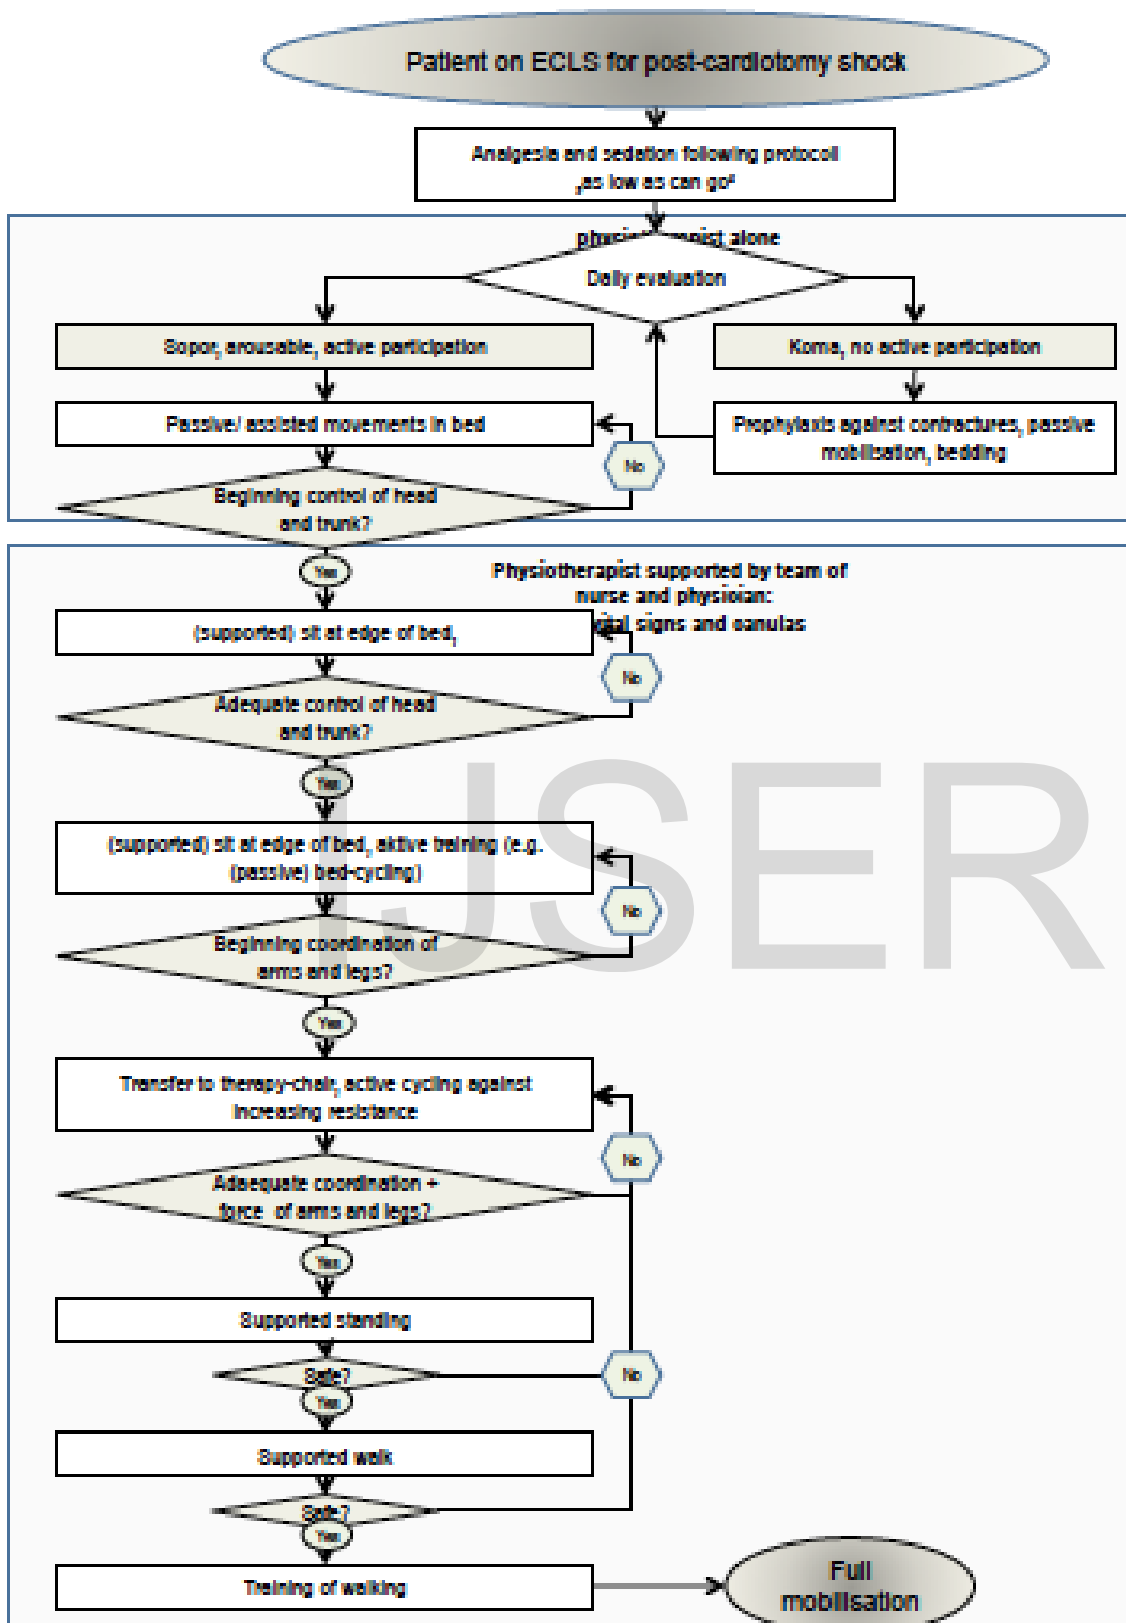 Patient on ECLS for post-cardiotomy shock
Analgesia and sedation following protocoll
„as low as can go“
alone
Daily evaluation
Sopor, arousable, active participation
Koma, no active participation
Passive/ assisted movements in bed
Prophylaxis against contractures, passive
mobilisation, bedding
No
Beginning control of head
and trunk?
Yes
Physiotherapist supported by team of
nurse and physician:
signs and canulas
(supported) sit at edge of bed,
No
Adequate control of head
and trunk?
Yes
(supported) sit at edge of bed, aktive training (e.g.
(passive) bed-cycling)
No
Beginning coordination of
arms and legs?
Yes
Transfer to therapy-chair, active cycling against
increasing resistance
No
Adaequate coordination +
force of arms and legs?
Yes
Supported standing
Safe?
No
Yes
Supported walk
Safe?
Yes
Training of walking
Full
mobilisation
IJSER